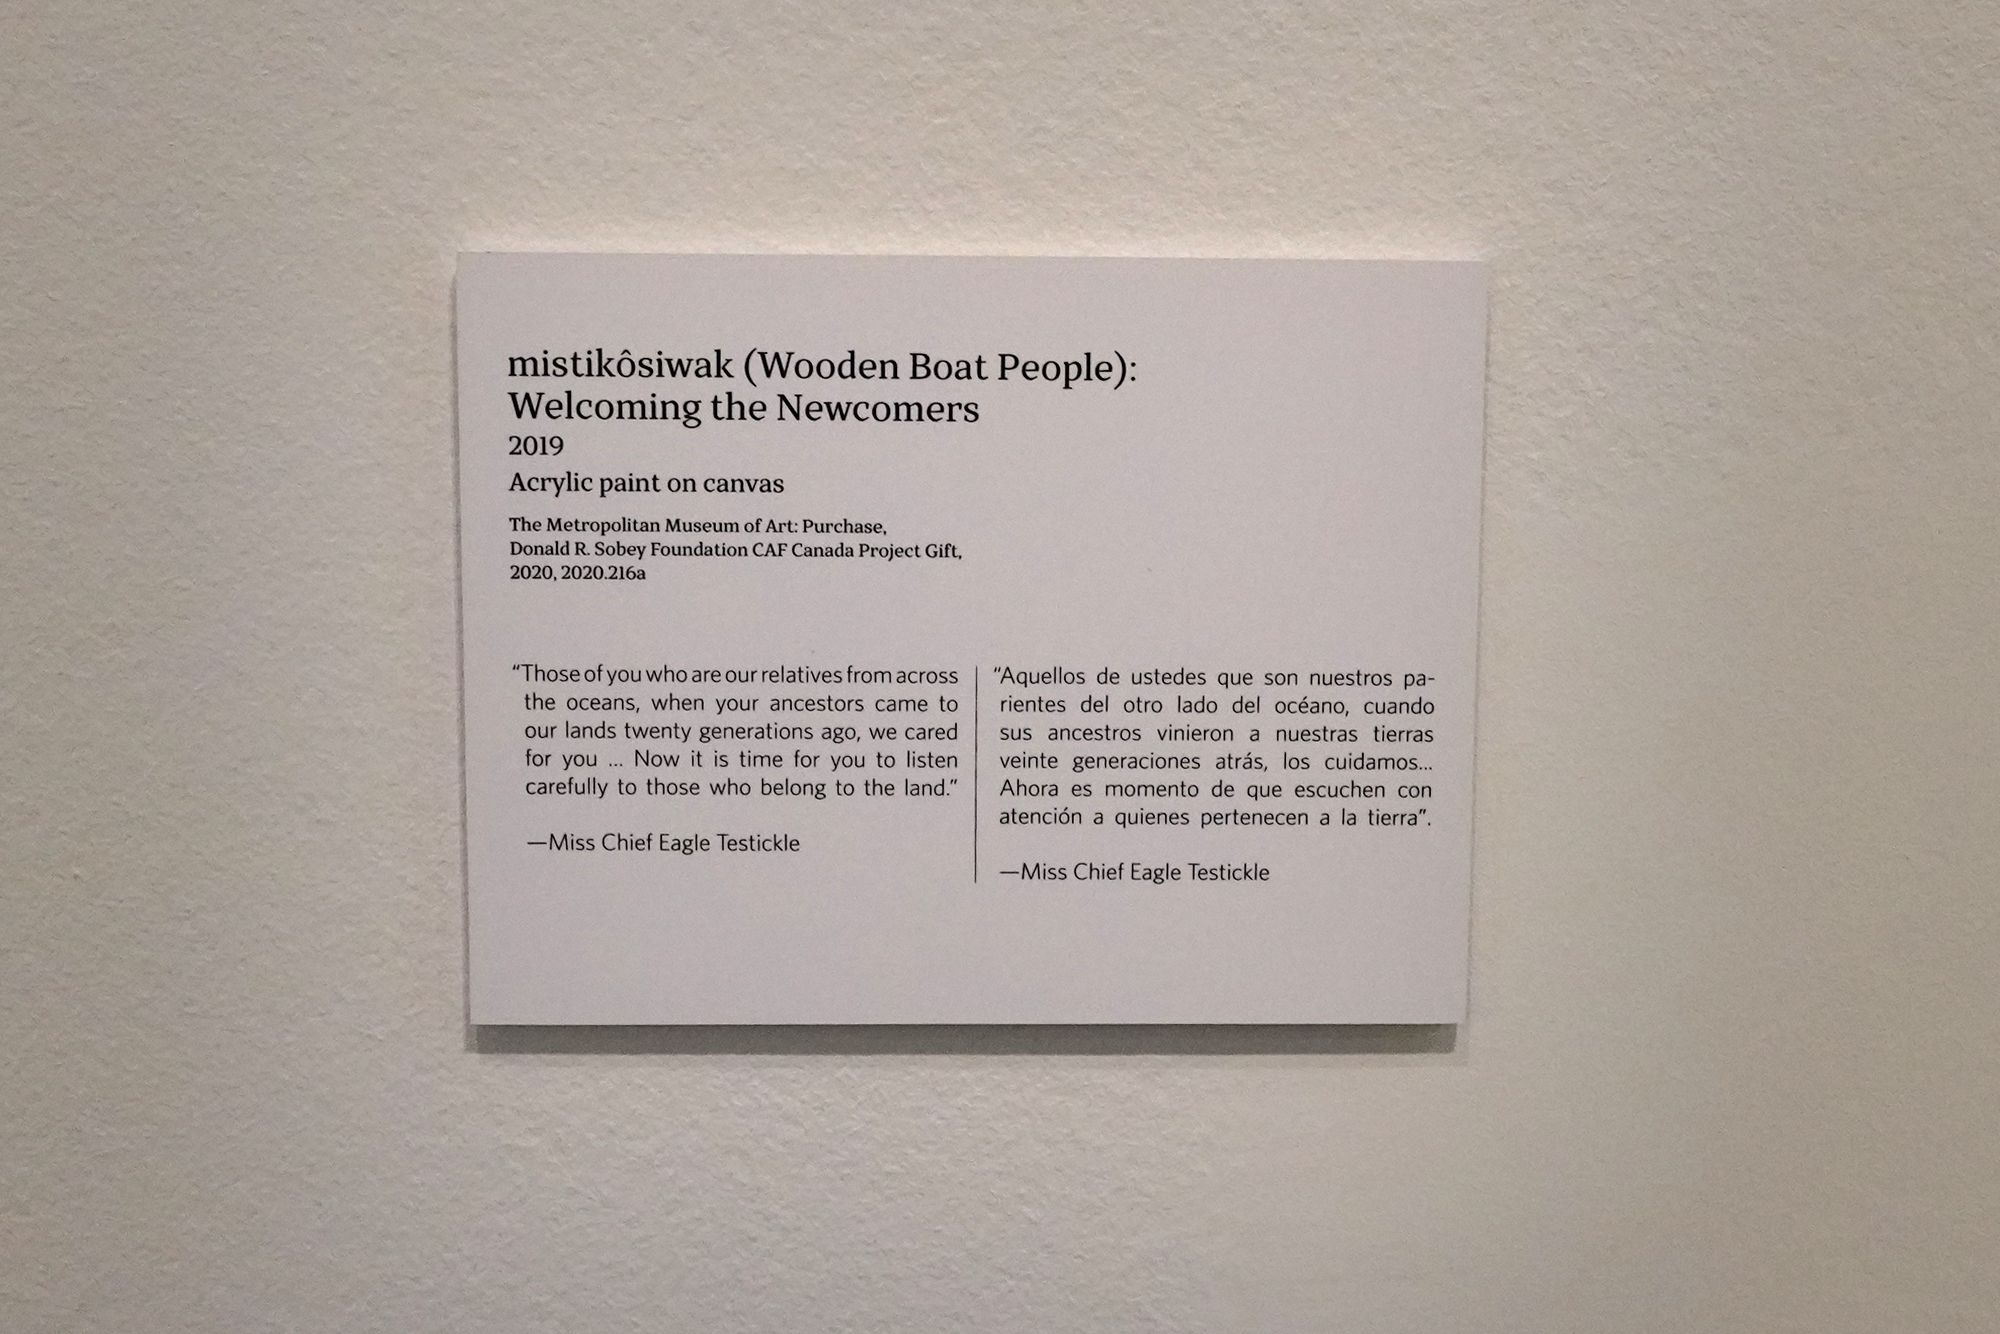 mistikôsiwak (Wooden Boat People):
Welcoming the Newcomers
2019
Acrylic paint on canvas
The Metropolitan Museum of Art: Purchase,
Donald R. Sobey Foundation CAF Canada Project Gift,
2020, 2020.216a
“Those of you who are our relatives from across
the oceans, when your ancestors came to
our lands twenty generations ago, we cared
for you ... Now it is time for you to listen
carefully to those who belong to the land.”
—Miss Chief Eagle Testickle
“Aquellos de ustedes que son nuestros pa-
rientes del otro lado del océano, cuando
sus ancestros vinieron a nuestras tierras
veinte generaciones atrás, los cuidamos...
Ahora es momento de que escuchen con
atención a quienes pertenecen a la tierra”.
—Miss Chief Eagle Testickle